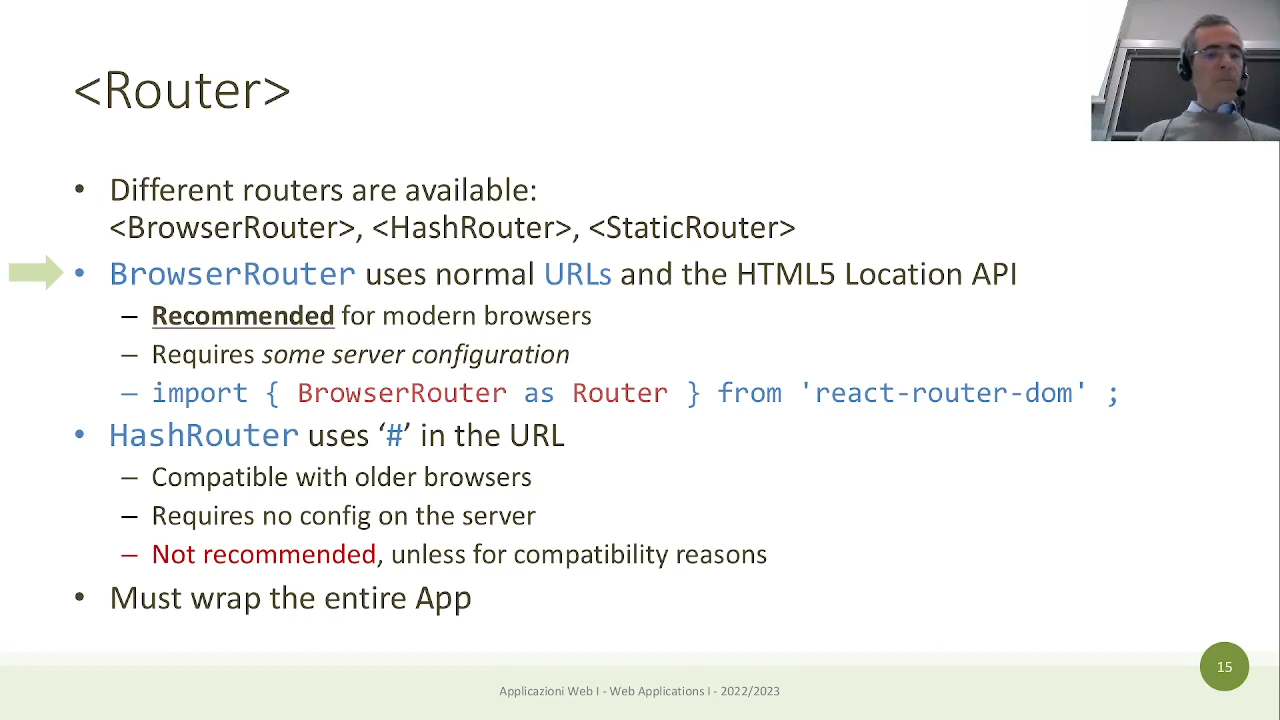 <Router>
• Different routers are available:
<BrowserRouter>, <HashRouter>, <StaticRouter>
• BrowserRouter uses normal URLs and the HTML5 Location API
– Recommended for modern browsers
– Requires some server configuration
– import { BrowserRouter as Router } from 'react-router-dom' ;
• HashRouter uses ‘#’ in the URL
– Compatible with older browsers
– Requires no config on the server
– Not recommended, unless for compatibility reasons
• Must wrap the entire App
15
Applicazioni Web I - Web Applications I - 2022/2023